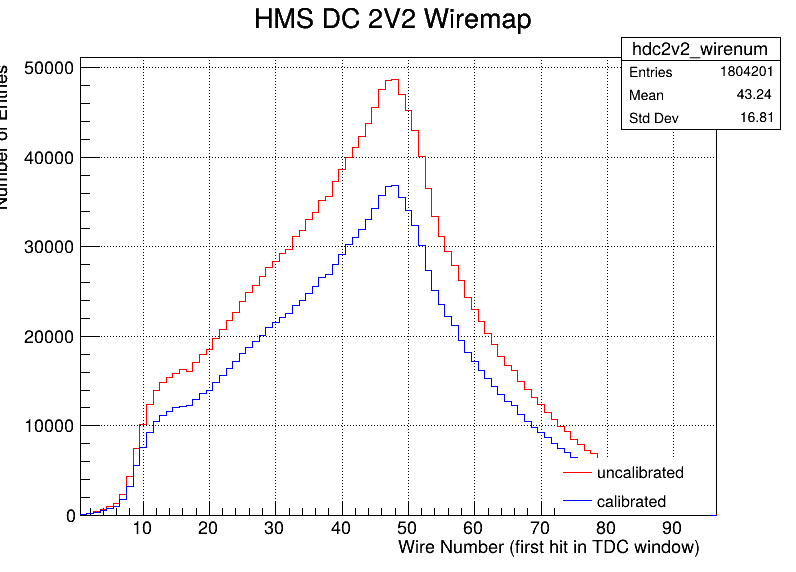 HMS DC 2V2 Wiremap
hdc2v2_wirenum
Entries 1804201
Mean 43.24
Std Dev 16.81
Number of Entries
50000
40000
30000
20000
10000
0
uncalibrated
calibrated
10 20 30 40 50 60 70 80 90
Wire Number (first hit in TDC window)